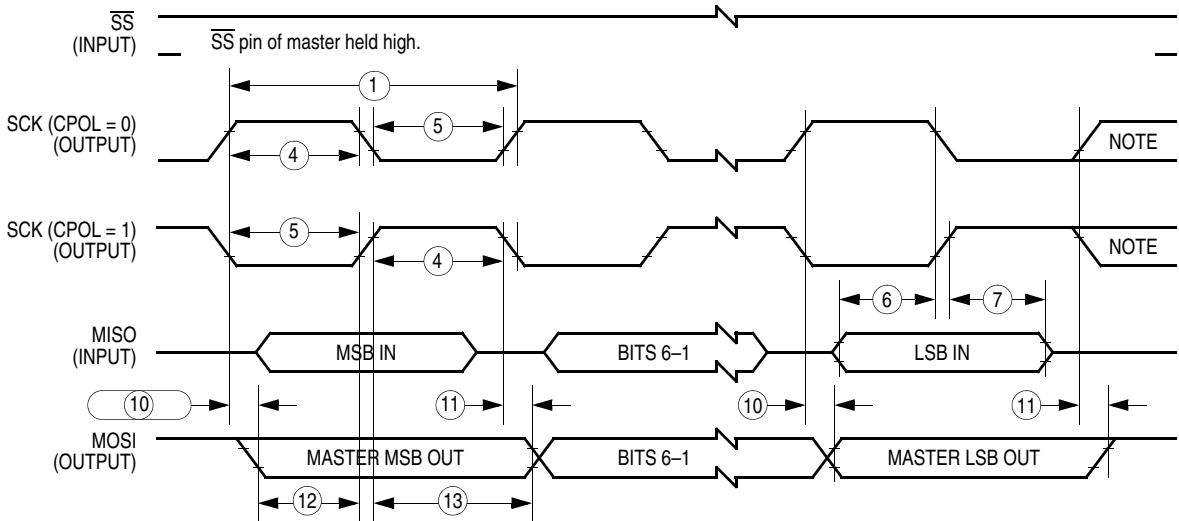 S̅S̅
(INPUT)
S̅S̅ pin of master held high.
1
SCK (CPOL = 0)
(OUTPUT)
5
4
NOTE
SCK (CPOL = 1)
(OUTPUT)
5
4
NOTE
6
7
MISO
(INPUT)
MSB IN
BITS 6–1
LSB IN
10
11
10
11
MOSI
(OUTPUT)
MASTER MSB OUT
BITS 6–1
MASTER LSB OUT
12
13